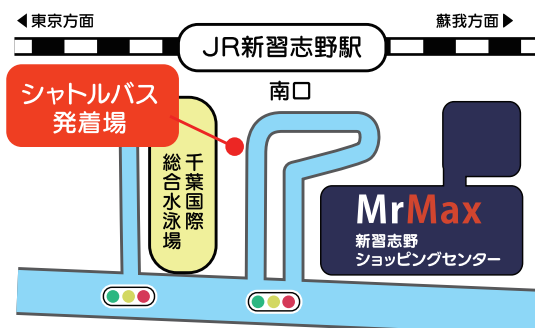 ◀東京方面
蘇我方面▶
JR新習志野駅
南口
シャトルバス
発着場
千葉国際
総合水泳場
MrMax
新習志野
ショッピングセンター